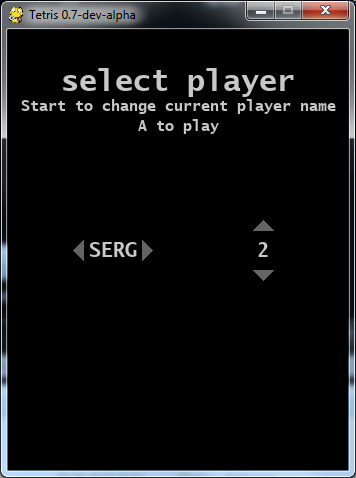 Tetris 0.7-dev-alpha
select player
Start to change current player name
A to play
SERG 2